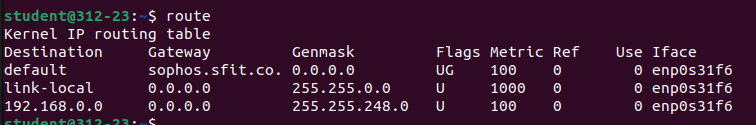 student@312-23:~$ route
Kernel IP routing table
Destination     Gateway         Genmask         Flags Metric Ref    Use Iface
default         sophos.sfit.co. 0.0.0.0         UG    100    0        0 enp0s31f6
link-local      0.0.0.0         255.255.0.0     U     1000   0        0 enp0s31f6
192.168.0.0     0.0.0.0         255.255.248.0   U     100    0        0 enp0s31f6
student@312-23:~$